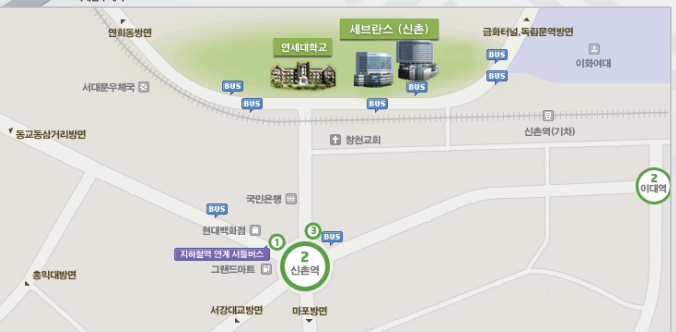 연희동방면
세브란스 (신촌)
금화터널,독립문역방면
연세대학교
이화여대
BUS
BUS
서대문우체국
BUS
BUS
BUS
BUS
신촌역(기차)
동교동삼거리방면
창천교회
2
이대역
국민은행
BUS
현대백화점
3
BUS
1
지하철역 연계 셔틀버스
2
신촌역
그랜드마트
홍익대방면
서강대교방면
마포방면